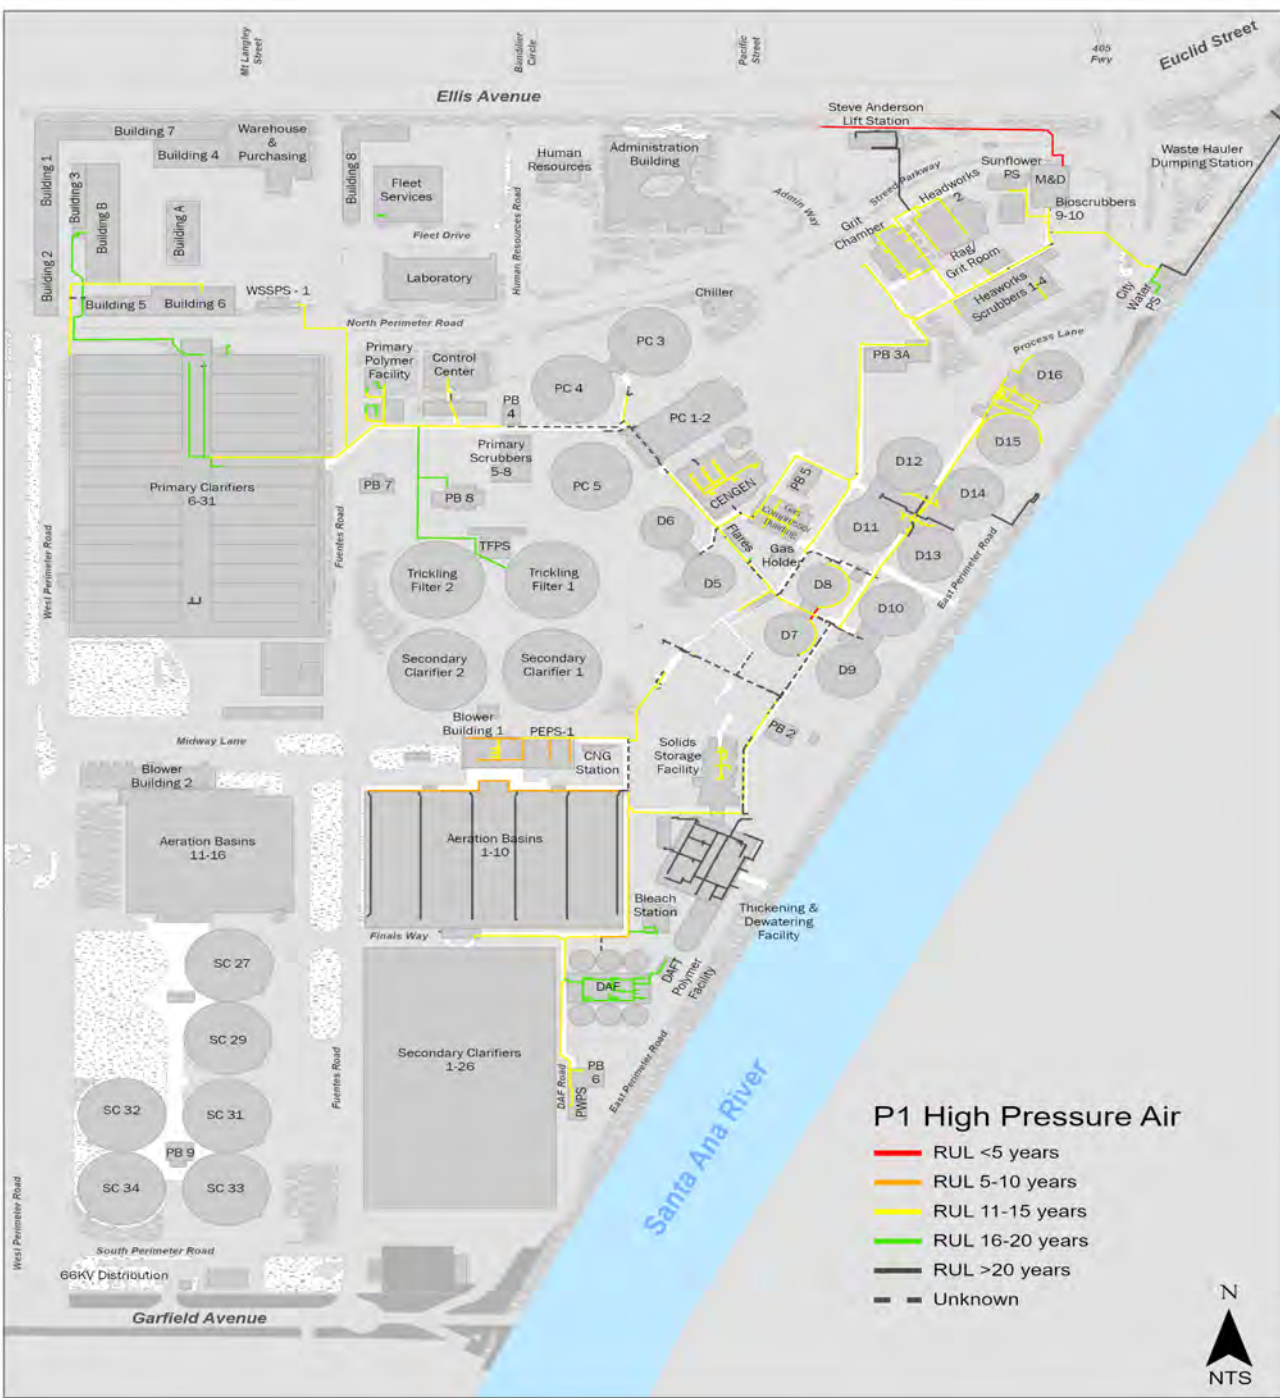 Mt Langley
Street
Bandilier
Circle
Pacific
Street
405
Fwy
Euclid Street
Ellis Avenue
Steve Anderson
Lift Station
Building 7
Warehouse
&
Purchasing
Building 4
Building 1
Building 3
Building B
Building A
Building 2
Building 8
Fleet
Services
Human
Resources
Administration
Building
Human Resources Road
Fleet Drive
Laboratory
Admin Way
Streed Parkway
Headworks
2
Sunflower
PS
M&D
Waste Hauler
Dumping Station
Bioscrubbers
9-10
Grit
Chamber
Rag/
Grit Room
Heaworks
Scrubbers 1-4
City
Water
PS
Building 5
Building 6
WSSPS - 1
Chiller
North Perimeter Road
Primary
Polymer
Facility
Control
Center
PC 3
PC 4
PB
4
PC 1-2
PB 3A
Process Lane
D16
D15
Primary
Scrubbers
5-8
PC 5
Primary Clarifiers
6-31
PB 7
PB 8
CENGEN
PB 5
Gas
Compressor
Building
D12
D14
D11
D13
D6
D5
Flares
Gas
Holder
D8
D10
D7
D9
East Perimeter Road
West Perimeter Road
Fuentes Road
TFPS
Trickling
Filter 2
Trickling
Filter 1
Secondary
Clarifier 2
Secondary
Clarifier 1
Midway Lane
Blower
Building 1
PEPS-1
CNG
Station
Solids
Storage
Facility
PB 2
Blower
Building 2
Aeration Basins
11-16
Aeration Basins
1-10
Bleach
Station
Thickening &
Dewatering
Facility
Finals Way
SC 27
SC 29
SC 32
SC 31
PB 9
SC 34
SC 33
DAF
DAFT
Polymer
Facility
Secondary Clarifiers
1-26
Fuentes Road
DAF Road
PB
6
PWPS
East Perimeter Road
Santa Ana River
West Perimeter Road
South Perimeter Road
66KV Distribution
Garfield Avenue
P1 High Pressure Air
RUL <5 years
RUL 5-10 years
RUL 11-15 years
RUL 16-20 years
RUL >20 years
Unknown
N
NTS